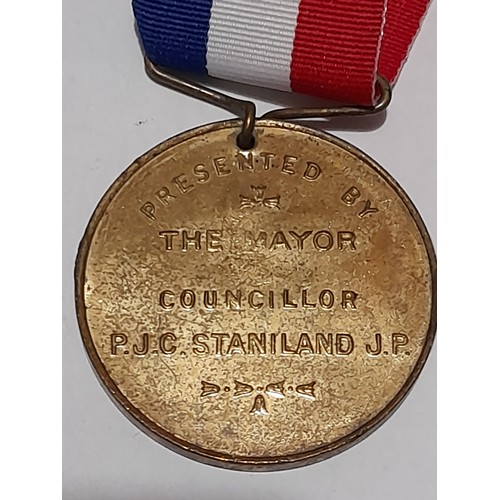 PRESENTED BY
THE MAYOR
COUNCILLOR
P.J.C. STANILAND J.P.